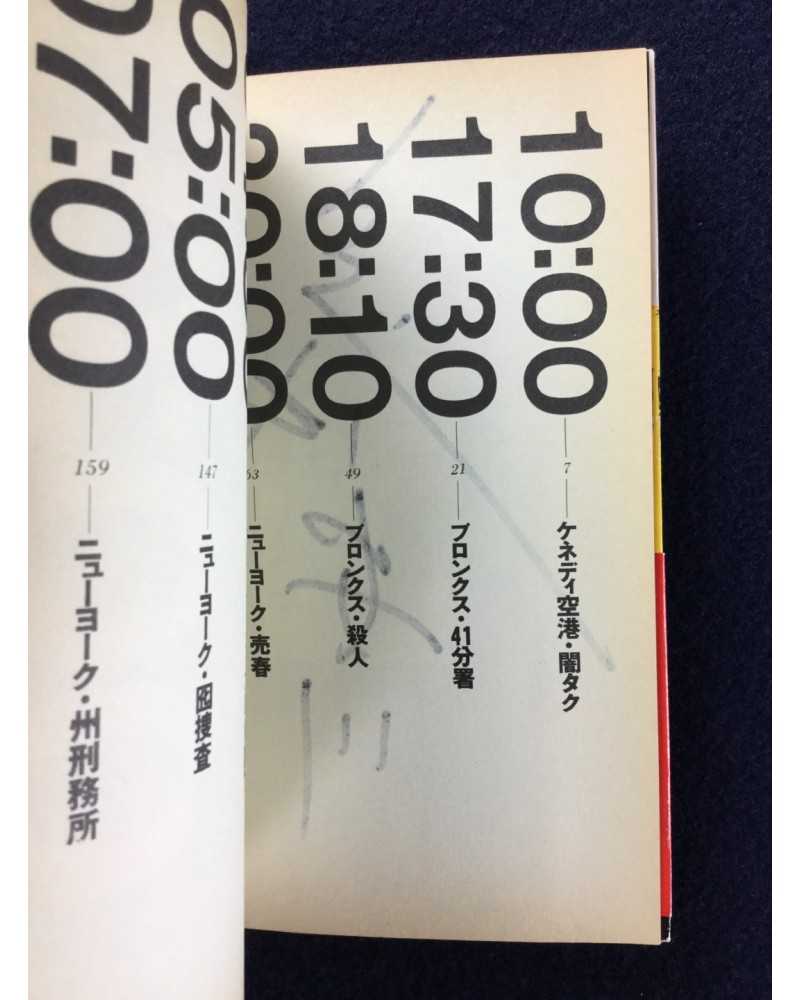 10:00—7—ケネディ空港・闇タク
17:30—21—ブロンクス・41分署
18:10—49—ブロンクス・殺人
20:00—63—ニューヨーク・売春
05:00—147—ニューヨーク・囮捜査
07:00—159—ニューヨーク・州刑務所